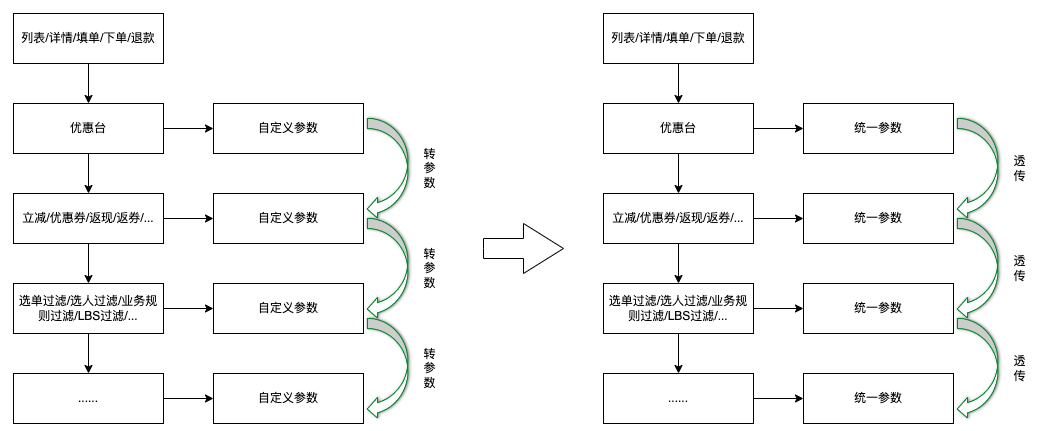 列表/详情/填单/下单/退款
优惠台
自定义参数
转
参
数
立减/优惠券/返现/返券/...
自定义参数
转
参
数
选单过滤/选人过滤/业务规
则过滤/LBS过滤/...
自定义参数
转
参
数
......
自定义参数
列表/详情/填单/下单/退款
优惠台
统一参数
透
传
立减/优惠券/返现/返券/...
统一参数
透
传
选单过滤/选人过滤/业务规
则过滤/LBS过滤/...
统一参数
透
传
......
统一参数